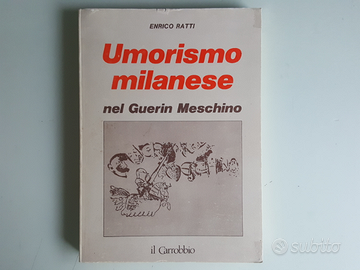 ENRICO RATTI
Umorismo
milanese
nel Guerin Meschino
il Carrobbio
subito